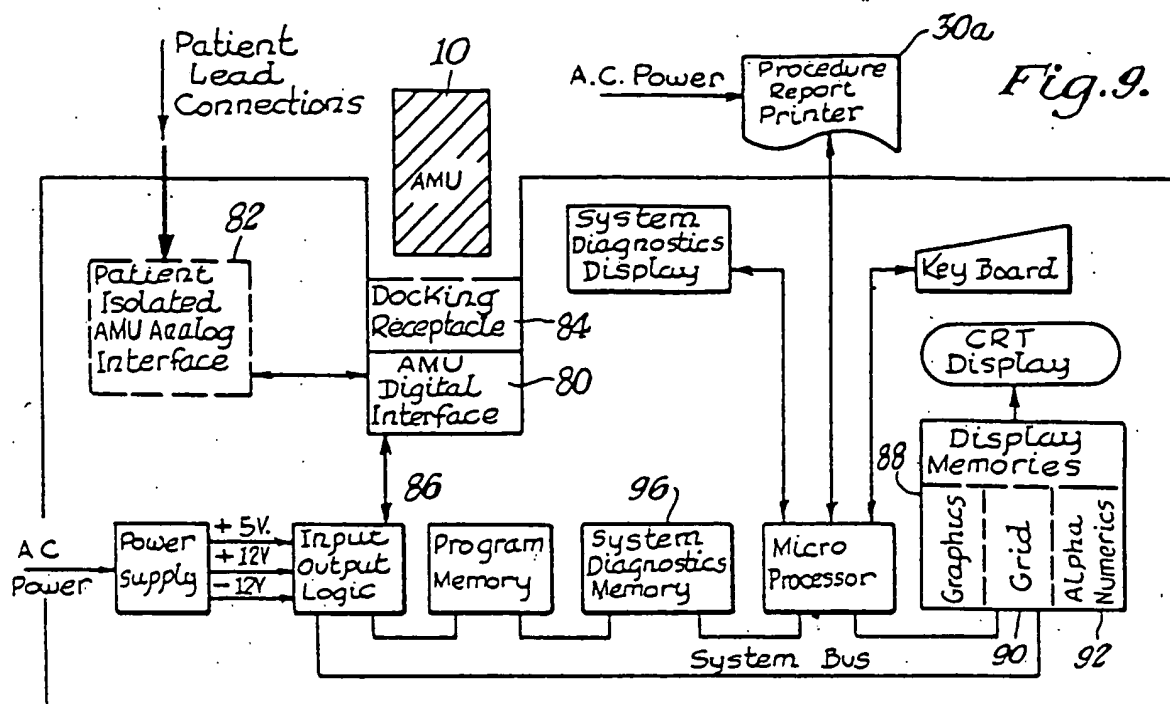 Patient
Lead
Connections
10
AMU
A.C. Power
Procedure
Report
Printer
30a
Fig. 9.
82
Patient
Isolated
AMU Analog
Interface
Docking
Receptacle
84
AMU
Digital
Interface
80
System
Diagnostics
Display
Key Board
CRT
Display
88
Display
Memories
Graphics
Grid
Alpha
Numerics
90
92
86
96
A C
Power
Power
Supply
+ 5V.
+ 12V
- 12V
Input
Output
Logic
Program
Memory
System
Diagnostics
Memory
Micro
Processor
System Bus